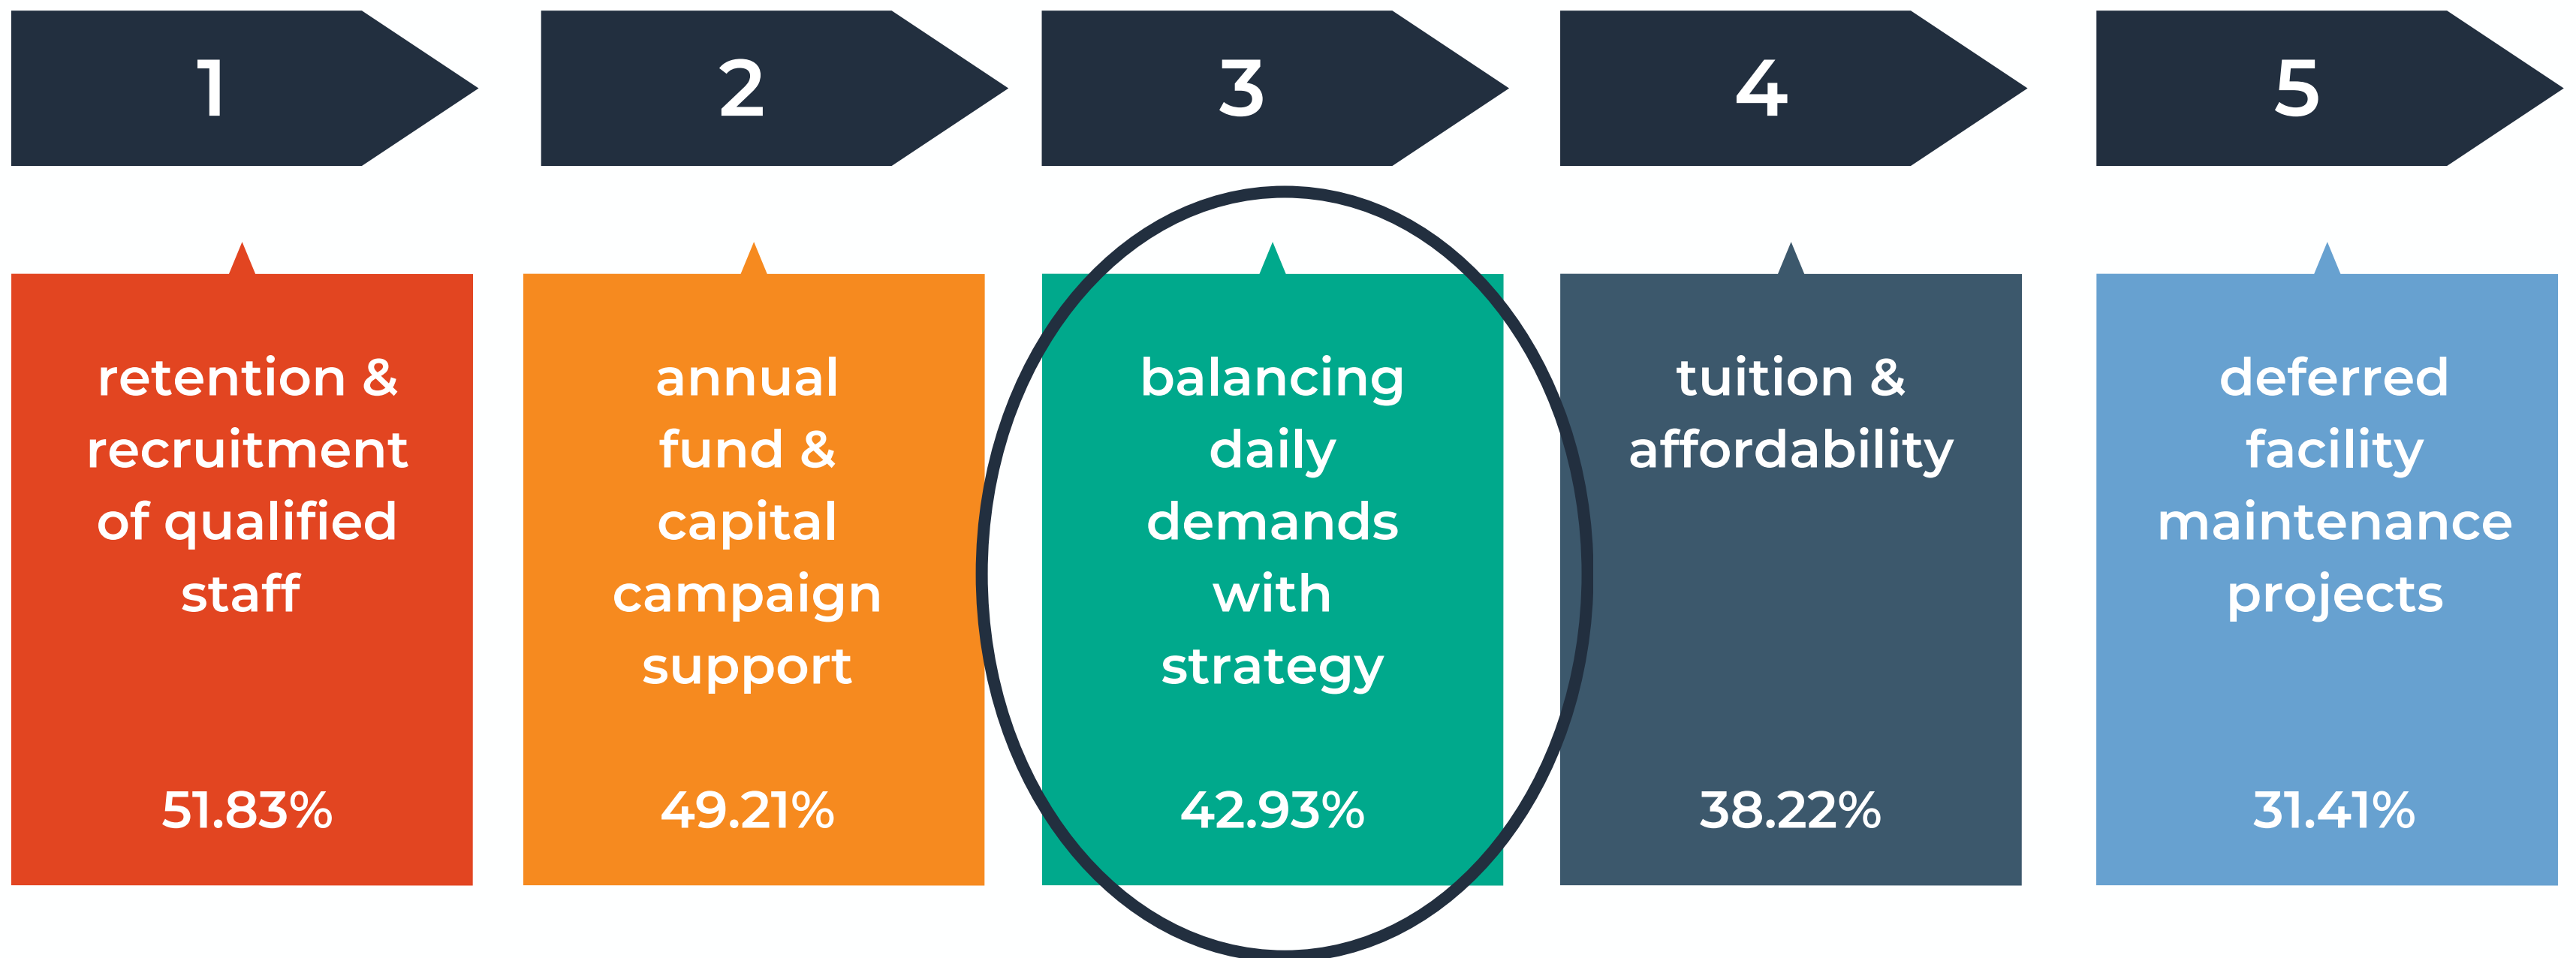 1
2
3
4
5
retention &
recruitment
of qualified
staff
51.83%
annual
fund &
capital
campaign
support
49.21%
balancing
daily
demands
with
strategy
42.93%
tuition &
affordability
38.22%
deferred
facility
maintenance
projects
31.41%